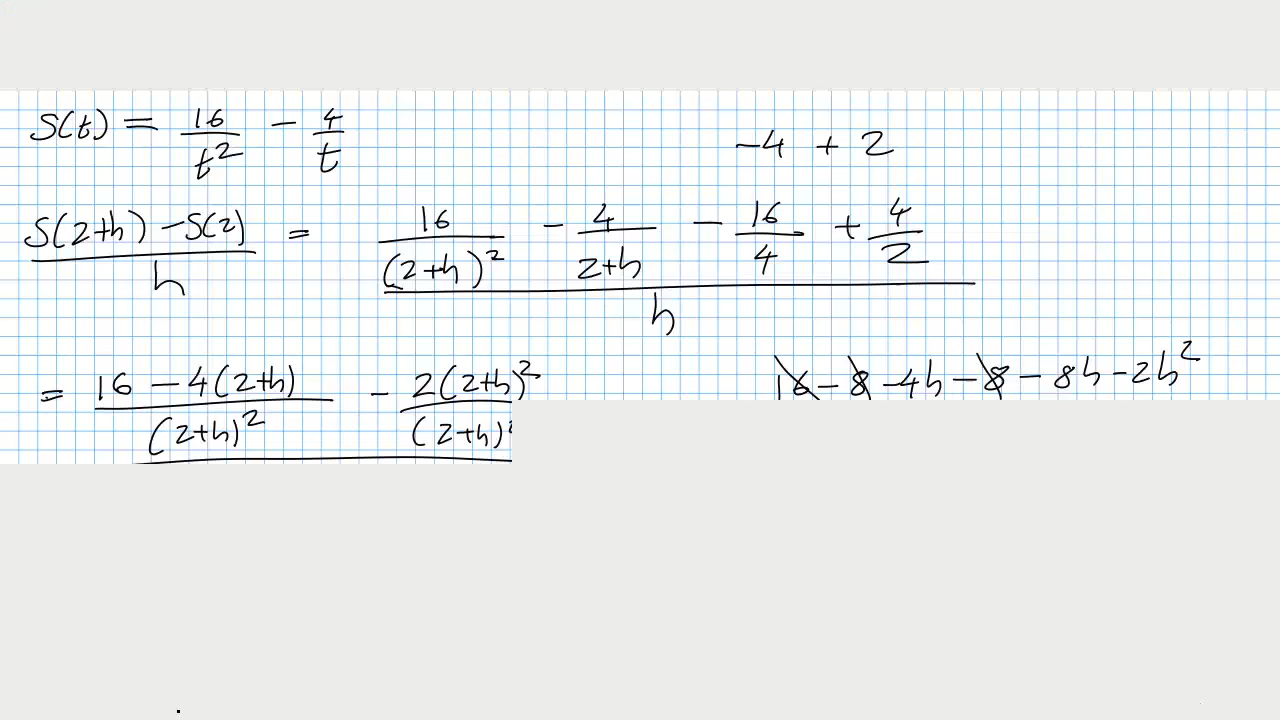 S(t) = 16/t² - 4/t
-4 + 2
(S(2+h) - S(2))/h = (16/(2+h)² - 4/(2+h) - 16/4 + 4/2)/h
= (16 - 4(2+h))/(2+h)² - 2(2+h)²/(2+h)²
16 - 8 - 4h - 8 - 8h - 2h²